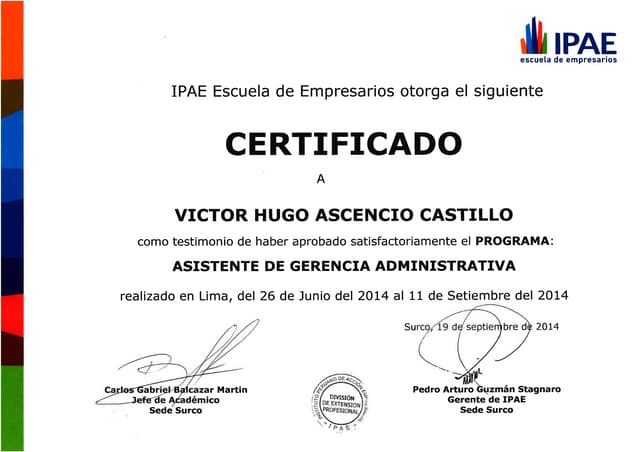 IPAE
escuela de empresarios
IPAE Escuela de Empresarios otorga el siguiente
CERTIFICADO
A
VICTOR HUGO ASCENCIO CASTILLO
como testimonio de haber aprobado satisfactoriamente el PROGRAMA:
ASISTENTE DE GERENCIA ADMINISTRATIVA
realizado en Lima, del 26 de Junio del 2014 al 11 de Setiembre del 2014
Surco, 19 de septiembre de 2014
Carlos Gabriel Balcazar Martin
Jefe de Académico
Sede Surco
INSTITUTO PERUANO DE ACCIÓN EMPRESARIAL
DIVISIÓN
DE EXTENSION
PROFESIONAL
- IPAE -
Pedro Arturo Guzmán Stagnaro
Gerente de IPAE
Sede Surco